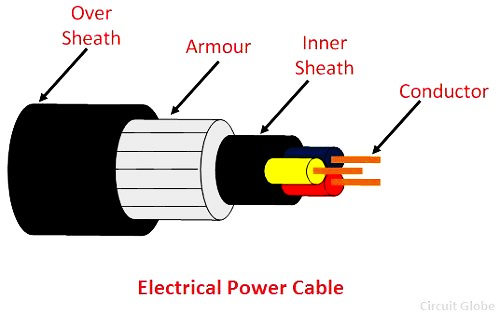 Over
Sheath
Armour
Inner
Sheath
Conductor
Electrical Power Cable
Circuit Globe